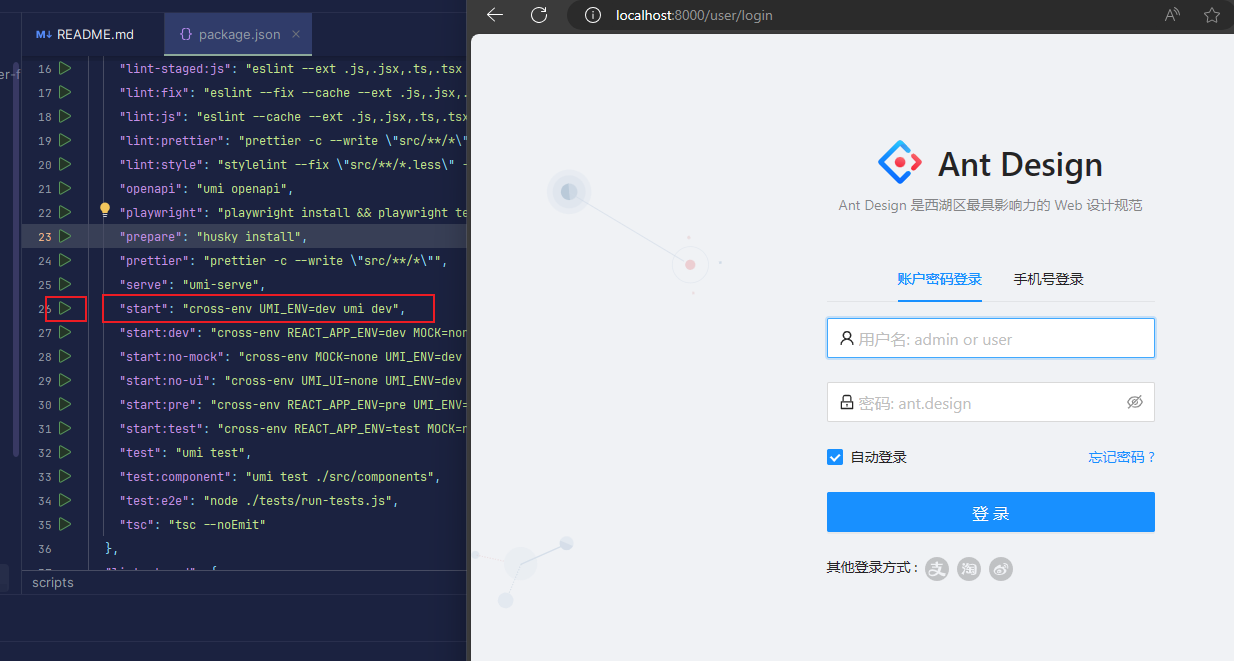 README.md
package.json
er-f
16 "lint-staged:js": "eslint --ext .js,.jsx,.ts,.tsx
17 "lint:fix": "eslint --fix --cache --ext .js,.jsx,.
18 "lint:js": "eslint --cache --ext .js,.jsx,.ts,.tsx
19 "lint:prettier": "prettier -c --write \"src/**/*\"
20 "lint:style": "stylelint --fix \"src/**/*.less\" -
21 "openapi": "umi openapi",
22 "playwright": "playwright install && playwright te
23 "prepare": "husky install",
24 "prettier": "prettier -c --write \"src/**/*\"",
25 "serve": "umi-serve",
26 "start": "cross-env UMI_ENV=dev umi dev",
27 "start:dev": "cross-env REACT_APP_ENV=dev MOCK=non
28 "start:no-mock": "cross-env MOCK=none UMI_ENV=dev
29 "start:no-ui": "cross-env UMI_UI=none UMI_ENV=dev
30 "start:pre": "cross-env REACT_APP_ENV=pre UMI_ENV=
31 "start:test": "cross-env REACT_APP_ENV=test MOCK=n
32 "test": "umi test",
33 "test:component": "umi test ./src/components",
34 "test:e2e": "node ./tests/run-tests.js",
35 "tsc": "tsc --noEmit"
36 },
scripts
localhost:8000/user/login
Ant Design
Ant Design 是西湖区最具影响力的 Web 设计规范
账户密码登录 手机号登录
用户名: admin or user
密码: ant.design
自动登录 忘记密码 ?
登 录
其他登录方式 :